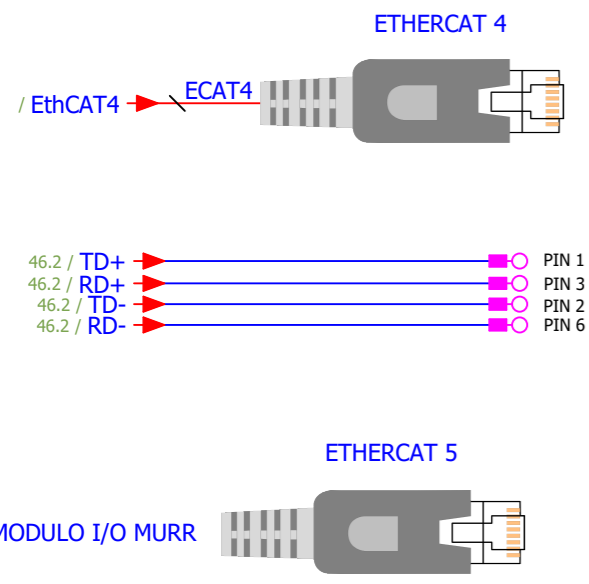 ETHERCAT 4
/ EthCAT4 ECAT4
46.2 / TD+ PIN 1
46.2 / RD+ PIN 3
46.2 / TD- PIN 2
46.2 / RD- PIN 6
ETHERCAT 5
MODULO I/O MURR